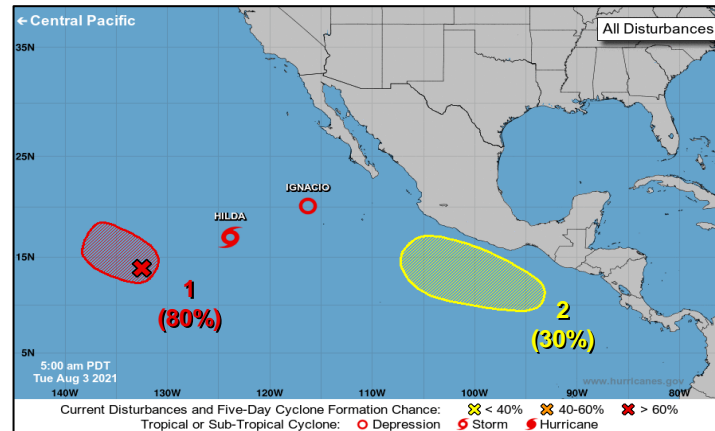 ← Central Pacific
All Disturbances
35N
25N
15N
5N
IGNACIO
HILDA
1
(80%)
2
(30%)
5:00 am PDT
Tue Aug 3 2021
www.hurricanes.gov
140W 130W 120W 110W 100W 90W 80W
Current Disturbances and Five-Day Cyclone Formation Chance: < 40% 40-60% > 60%
Tropical or Sub-Tropical Cyclone: Depression Storm Hurricane